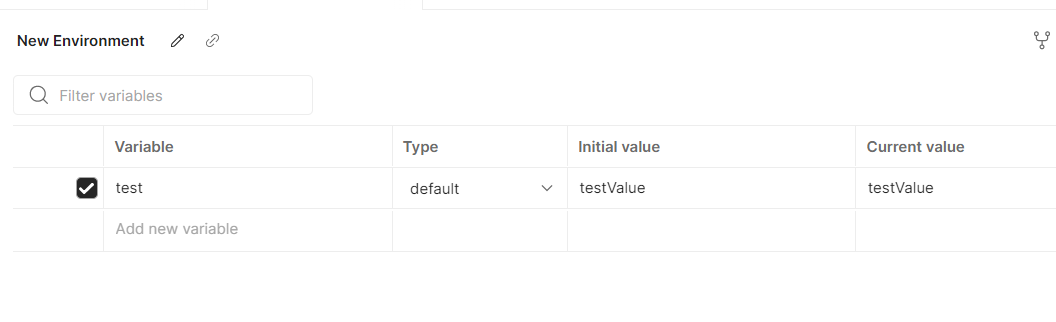 New Environment
Filter variables
Variable Type Initial value Current value
test default testValue testValue
Add new variable